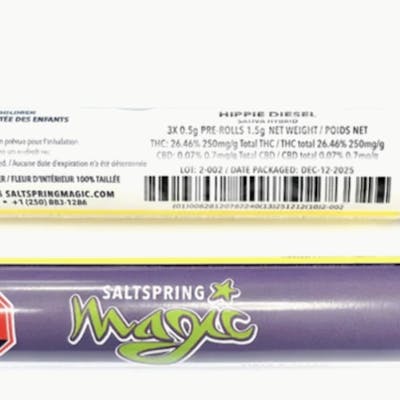 TÉE DES ENFANTS
HIPPIE DIESEL
SATIVA HYBRID
3X 0.5g PRE-ROLLS 1.5g NET WEIGHT / POIDS NET
n prévue pour l'inhalation
THC: 26.46% 250mg/g Total THC / THC total 26.46% 250mg/g
d. / Aucune date d'expiration n'a été déterminée
CBD: 0.07% 0.7mg/g Total CBD / CBD total 0.07% 0.7mg/g
LOT: 2-002 / DATE PACKAGED: DEC-12-2025
R / FLEUR D'INTÉRIEUR 100% TAILLÉE
SALTSPRINGMAGIC.COM
• +1 (250) 883-1286
SALTSPRING
Magic